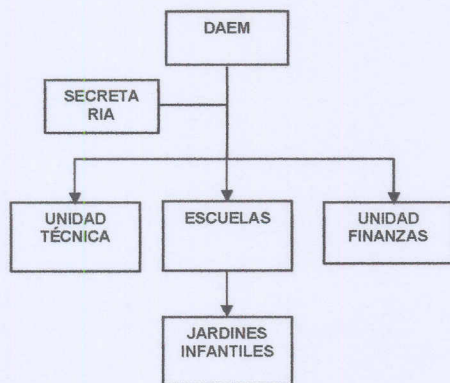 DAEM
SECRETA
RIA
UNIDAD
TÉCNICA
ESCUELAS
UNIDAD
FINANZAS
JARDINES
INFANTILES